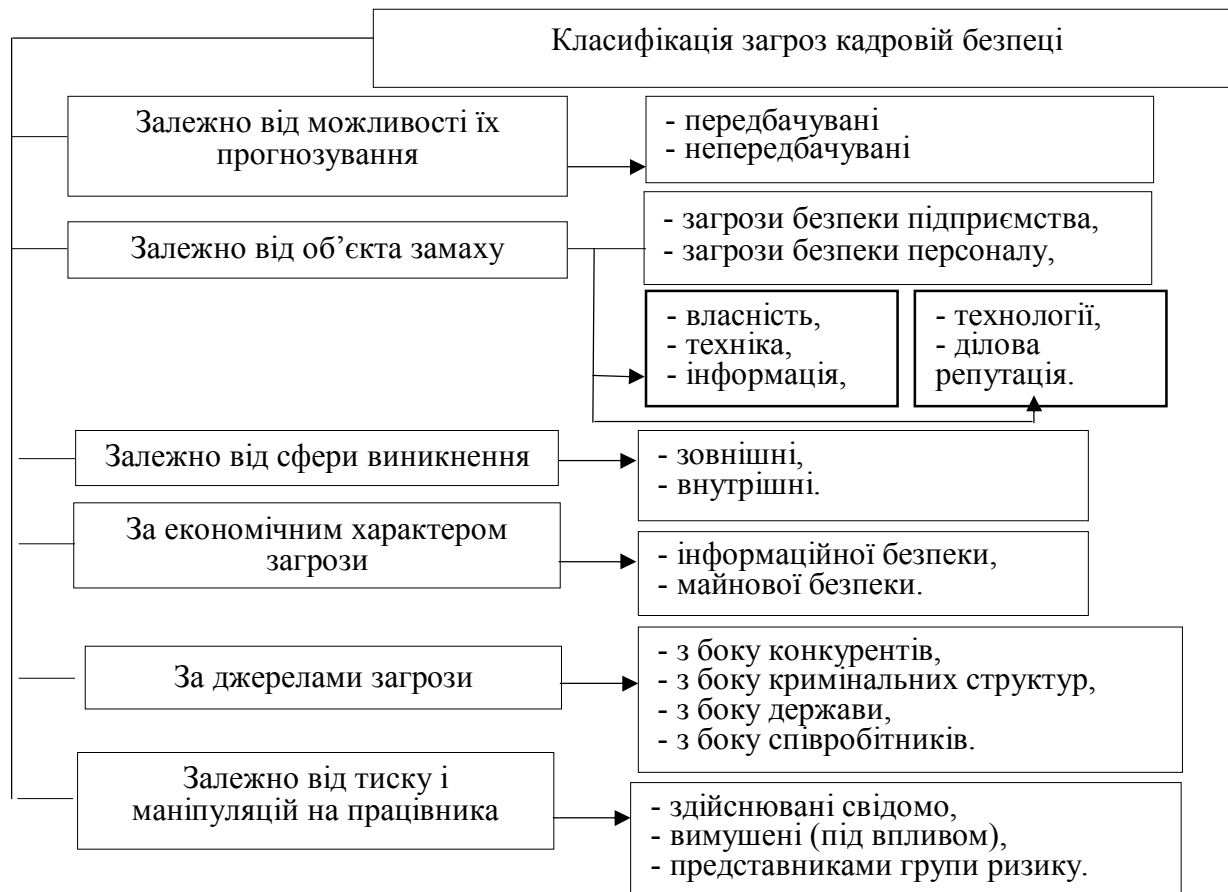 Класифікація загроз кадровій безпеці
Залежно від можливості їх
прогнозування
- передбачувані
- непередбачувані
Залежно від об’єкта замаху
- загрози безпеки підприємства,
- загрози безпеки персоналу,
- власність,
- техніка,
- інформація,
- технології,
- ділова
репутація.
Залежно від сфери виникнення
- зовнішні,
- внутрішні.
За економічним характером
загрози
- інформаційної безпеки,
- майнової безпеки.
За джерелами загрози
- з боку конкурентів,
- з боку кримінальних структур,
- з боку держави,
- з боку співробітників.
Залежно від тиску і
маніпуляцій на працівника
- здійснювані свідомо,
- вимушені (під впливом),
- представниками групи ризику.